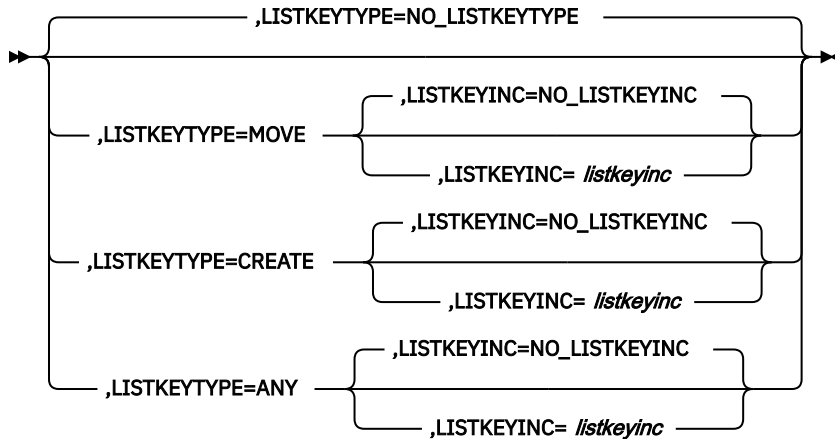 ,LISTKEYTYPE=NO_LISTKEYTYPE
,LISTKEYINC=NO_LISTKEYINC
,LISTKEYTYPE=MOVE
,LISTKEYINC= listkeyinc
,LISTKEYINC=NO_LISTKEYINC
,LISTKEYTYPE=CREATE
,LISTKEYINC= listkeyinc
,LISTKEYINC=NO_LISTKEYINC
,LISTKEYTYPE=ANY
,LISTKEYINC= listkeyinc